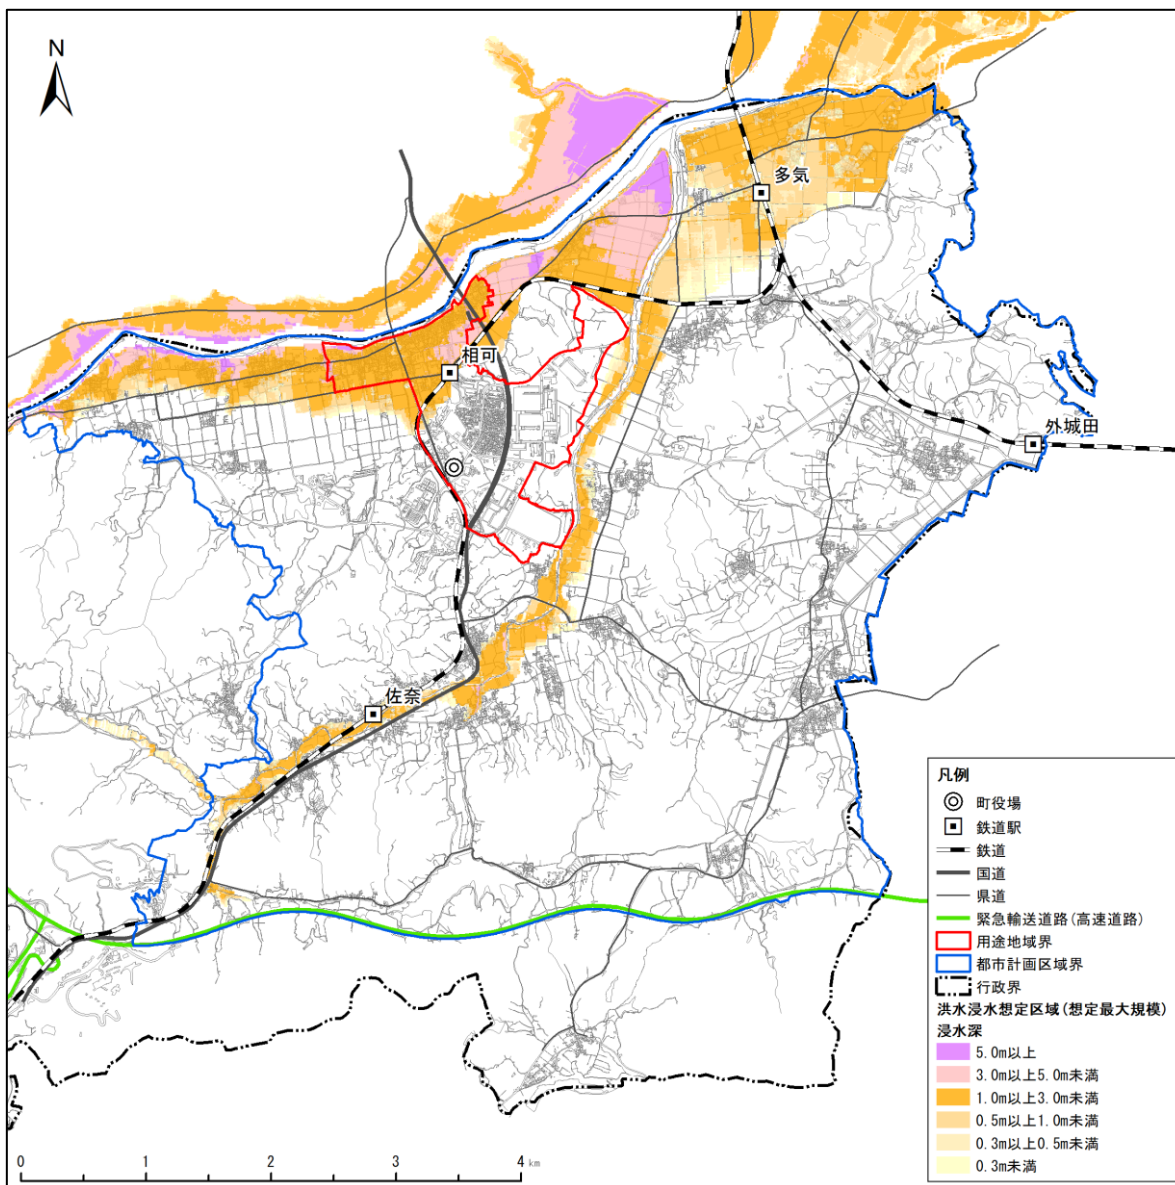 N
多気
相可
外城田
佐奈
凡例
町役場
鉄道駅
鉄道
国道
県道
緊急輸送道路(高速道路)
用途地域界
都市計画区域界
行政界
洪水浸水想定区域(想定最大規模)
浸水深
5.0m以上
3.0m以上5.0m未満
1.0m以上3.0m未満
0.5m以上1.0m未満
0.3m以上0.5m未満
0.3m未満
0 1 2 3 4 km